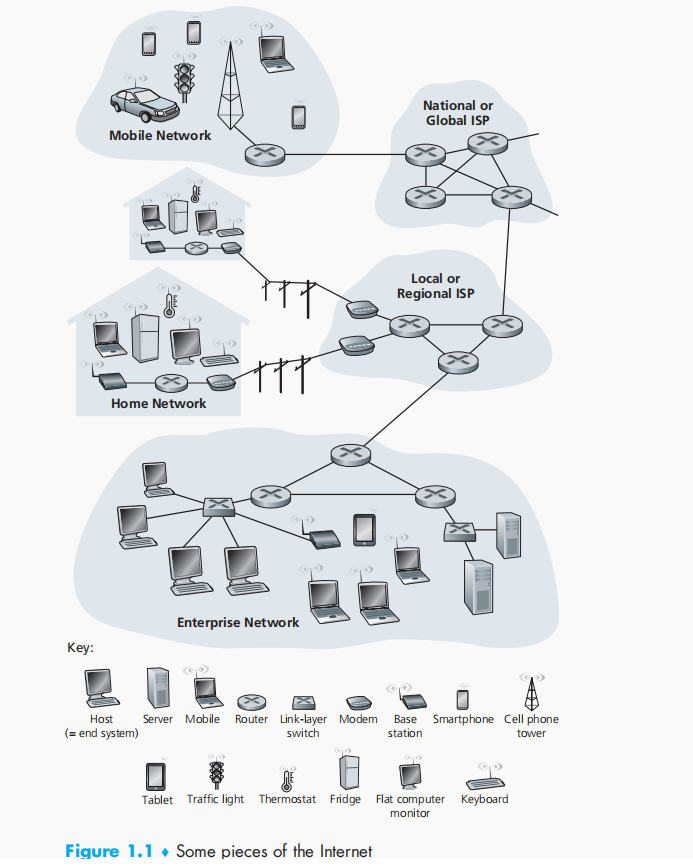 Mobile Network
National or
Global ISP
Local or
Regional ISP
Home Network
Enterprise Network
Key:
Host
(= end system)
Server
Mobile
Router
Link-layer
switch
Modem
Base
station
Smartphone
Cell phone
tower
Tablet
Traffic light
Thermostat
Fridge
Flat computer
monitor
Keyboard
Figure 1.1 ♦ Some pieces of the Internet